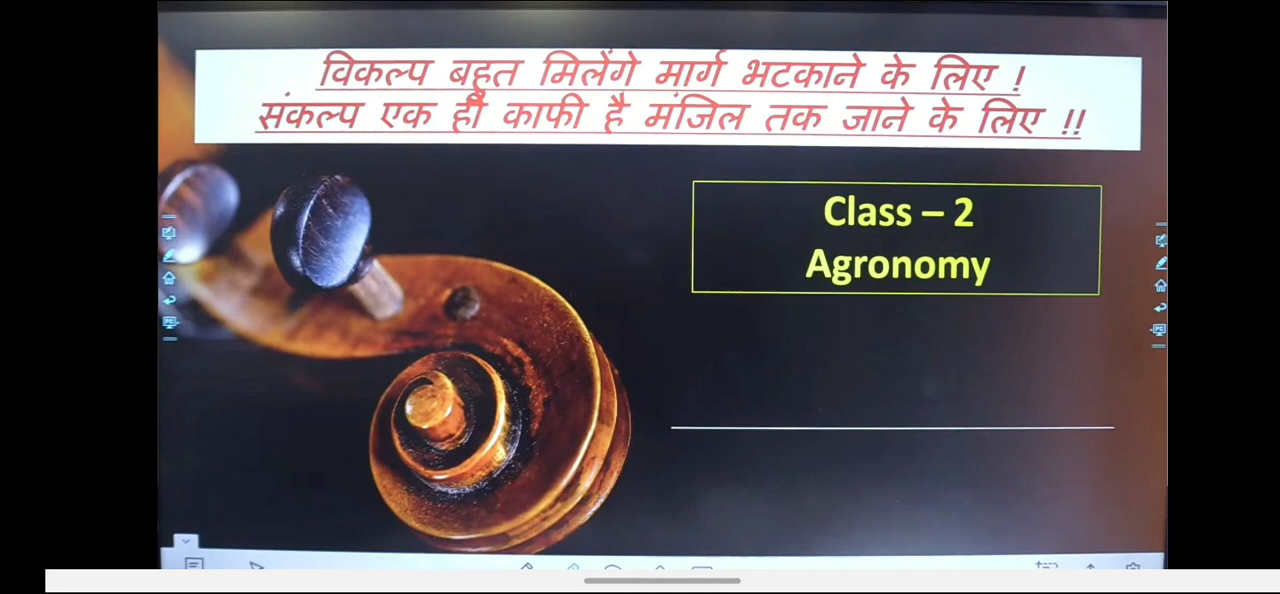 विकल्प बहुत मिलेंगे मार्ग भटकाने के लिए !
संकल्प एक ही काफी है मंजिल तक जाने के लिए !!
Class – 2
Agronomy